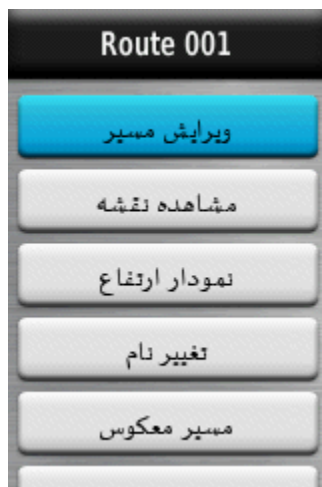 Route 001
ویرایش مسیر
مشاهده نقشه
نمودار ارتفاع
تغییر نام
مسیر معکوس